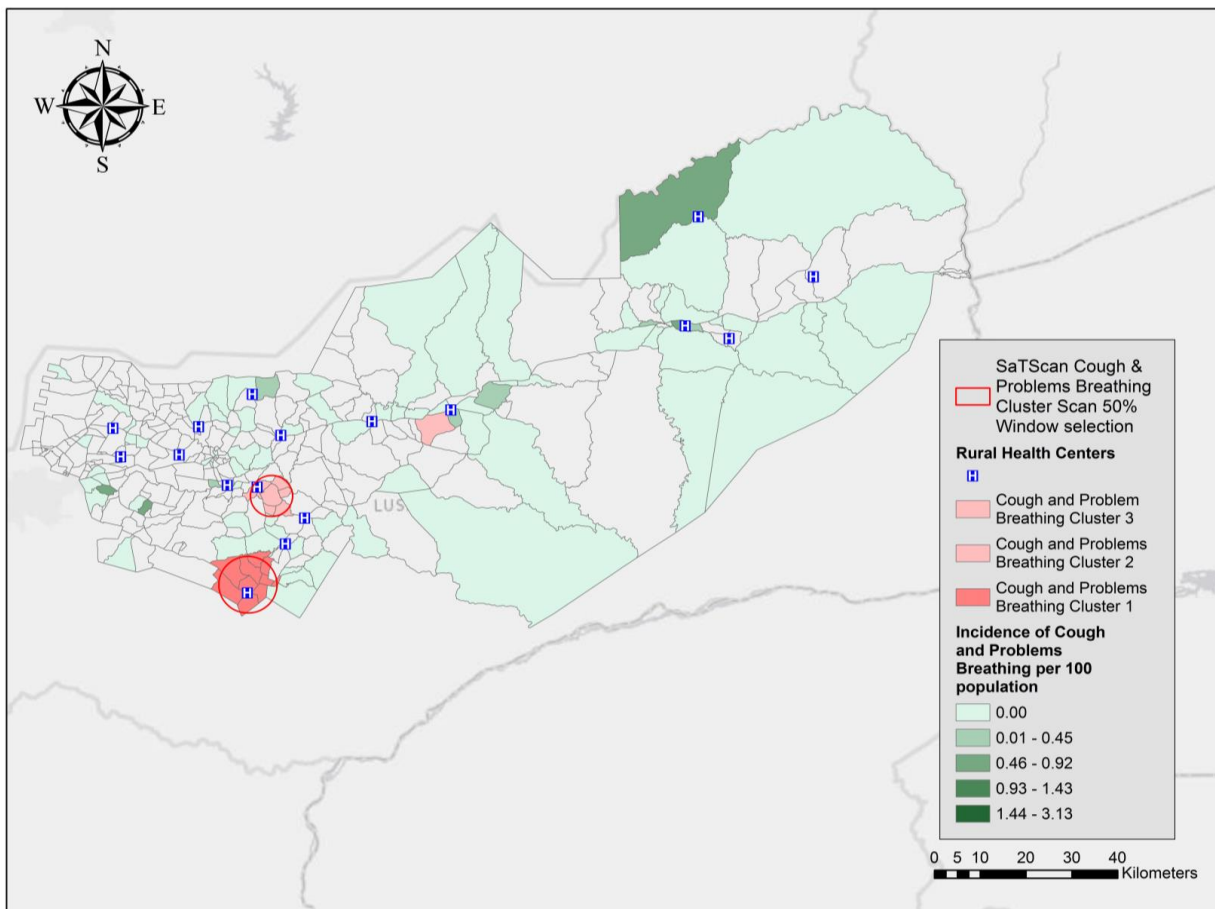 N
W
E
S
LUS
SaTScan Cough &
Problems Breathing
Cluster Scan 50%
Window selection
Rural Health Centers
H
Cough and Problem
Breathing Cluster 3
Cough and Problems
Breathing Cluster 2
Cough and Problems
Breathing Cluster 1
Incidence of Cough
and Problems
Breathing per 100
population
0.00
0.01 - 0.45
0.46 - 0.92
0.93 - 1.43
1.44 - 3.13
0 5 10 20 30 40
Kilometers